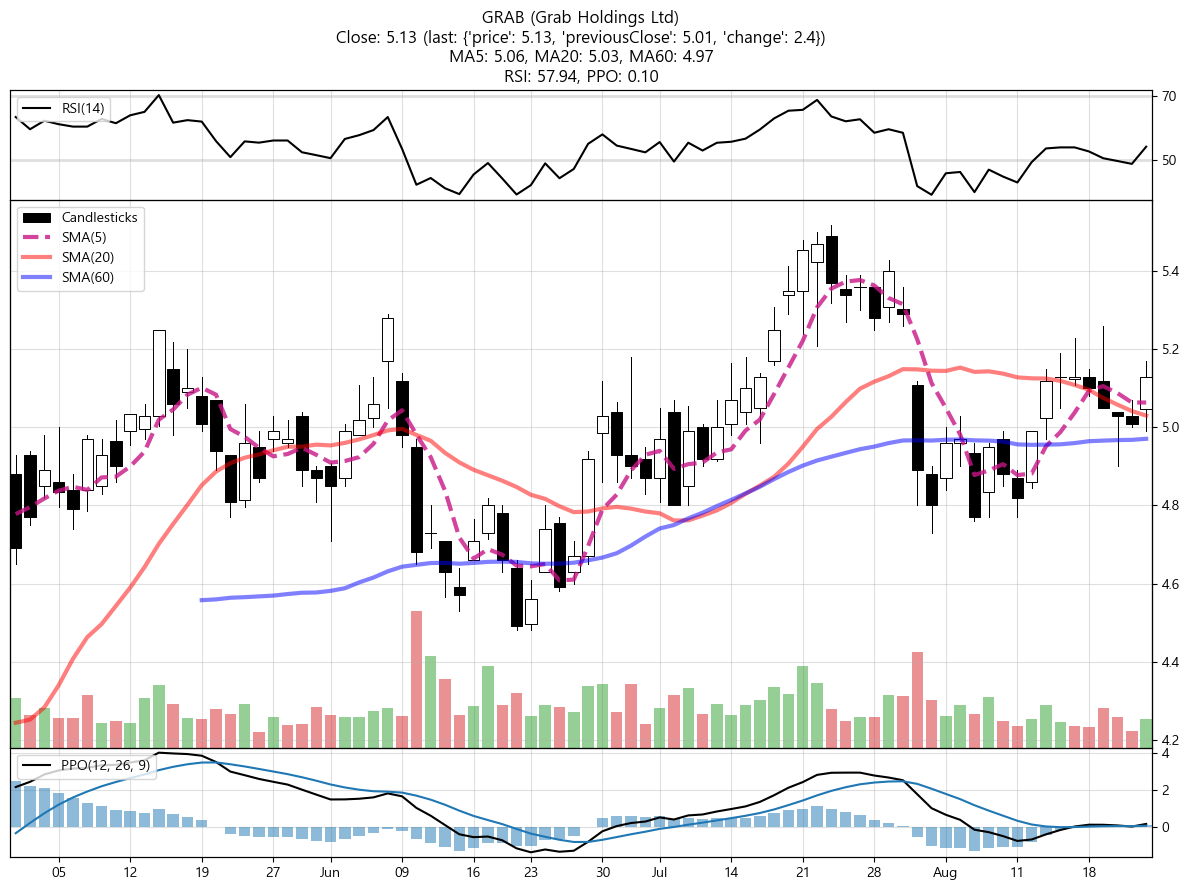 GRAB (Grab Holdings Ltd)
Close: 5.13 (last: {'price': 5.13, 'previousClose': 5.01, 'change': 2.4})
MA5: 5.06, MA20: 5.03, MA60: 4.97
RSI: 57.94, PPO: 0.10
RSI(14)
70
50
Candlesticks
SMA(5)
SMA(20)
SMA(60)
5.4
5.2
5.0
4.8
4.6
4.4
4.2
PPO(12, 26, 9)
4
2
0
05 12 19 27 Jun 09 16 23 30 Jul 14 21 28 Aug 11 18